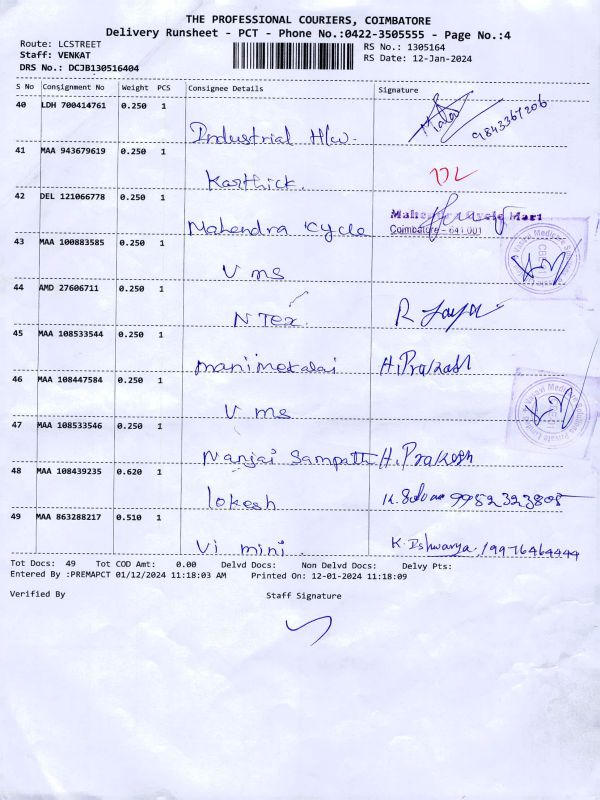 THE PROFESSIONAL COURIERS, COIMBATORE
Delivery Runsheet - PCT - Phone No.:0422-3505555 - Page No.:4
Route: LCSTREET
Staff: VENKAT
DRS No.: DCJB130516404
RS No.: 1305164
RS Date: 12-Jan-2024
S No Consignment No Weight PCS Consignee Details Signature
40 LDH 700414761 0.250 1
Industrial H/w. Mala 9843367206
41 MAA 943679619 0.250 1
Karthick.
42 DEL 121066778 0.250 1
Mahendra Cycle Mahendra Cycle Mart
Coimbatore - 641 001
43 MAA 100883585 0.250 1
V ms
44 AMD 27606711 0.250 1
N Tex. R Jaya
45 MAA 108533544 0.250 1
manimekalai H.Prakash
46 MAA 108447584 0.250 1
V ms
47 MAA 108533546 0.250 1
Nanjai Sampath H.Prakesh
48 MAA 108439235 0.620 1
lokesh 9952323805
49 MAA 863288217 0.510 1
Vi mini.. K. Ishwarya. 19976464444
Tot Docs: 49 Tot COD Amt: 0.00 Delvd Docs: Non Delvd Docs: Delvy Pts:
Entered By :PREMAPCT 01/12/2024 11:18:03 AM Printed On: 12-01-2024 11:18:09
Verified By Staff Signature